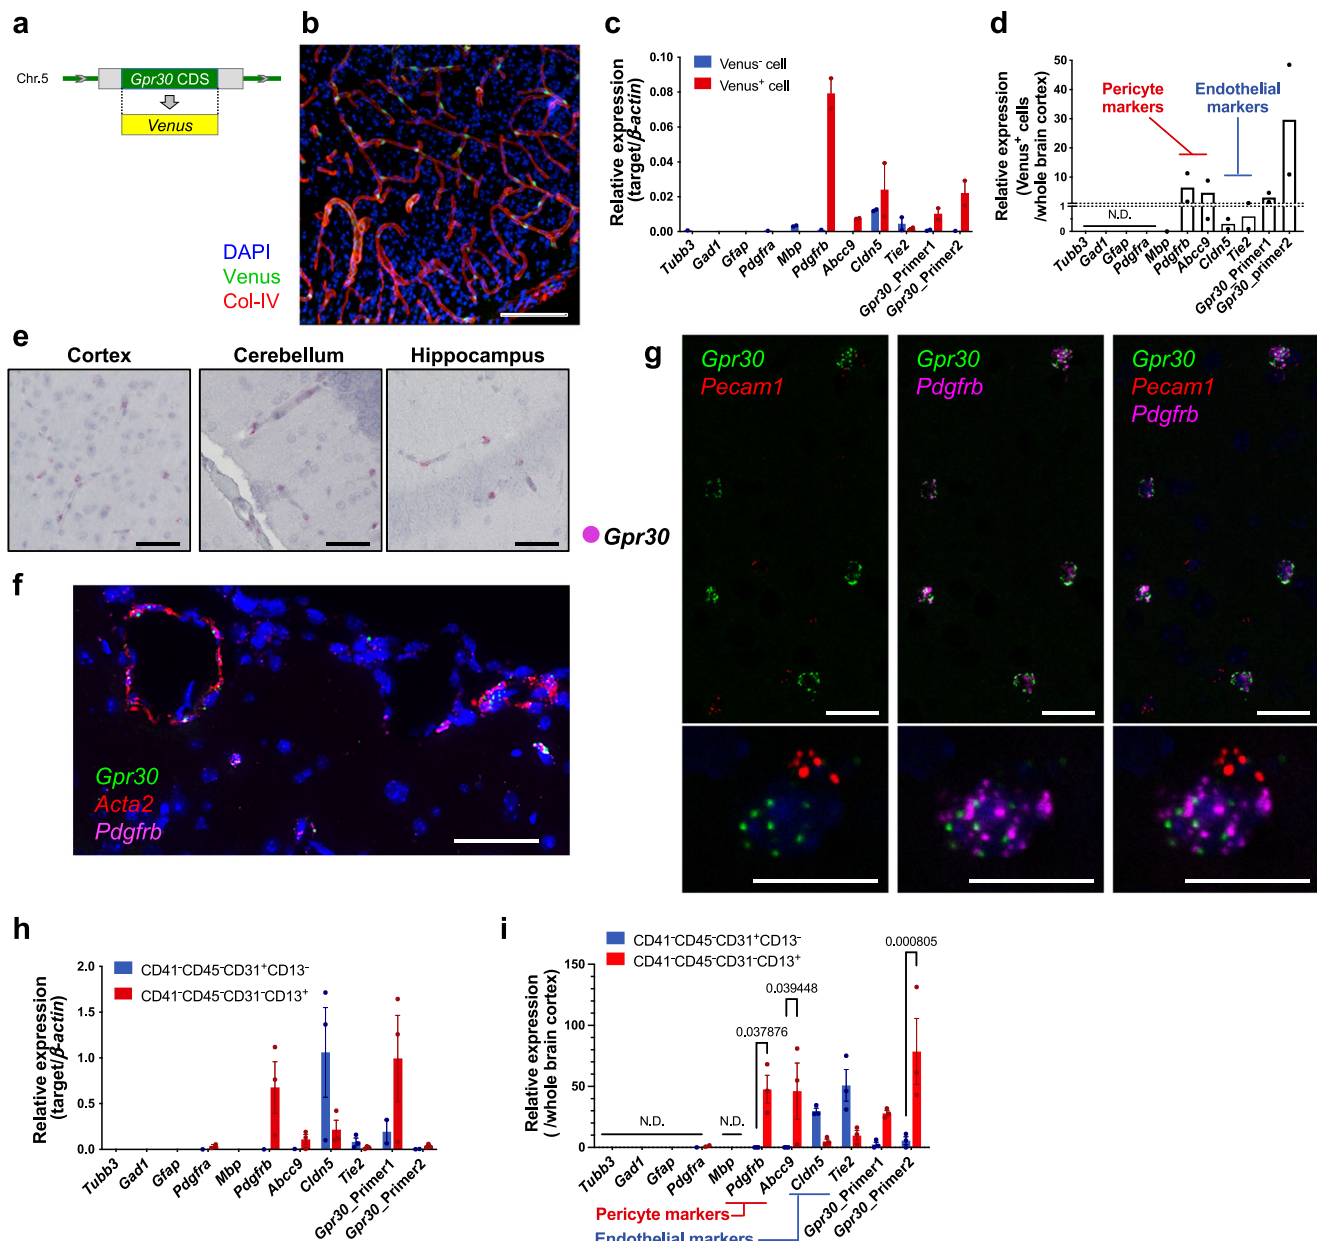 a
Chr.5
Gpr30 CDS
Venus
b
DAPI
Venus
Col-IV
c
Relative expression
(target/β-actin)
0.10
0.08
0.06
0.04
0.02
0.00
Venus⁻ cell
Venus⁺ cell
Tubb3
Gad1
Gfap
Pdgfra
Mbp
Pdgfrb
Abcc9
Cldn5
Tie2
Gpr30_Primer1
Gpr30_Primer2
d
Relative expression
(Venus⁺ cells
/whole brain cortex)
50
40
30
20
10
1
0
Pericyte
markers
Endothelial
markers
N.D.
Tubb3
Gad1
Gfap
Pdgfra
Mbp
Pdgfrb
Abcc9
Cldn5
Tie2
Gpr30_Primer1
Gpr30_primer2
e
Cortex
Cerebellum
Hippocampus
Gpr30
f
Gpr30
Acta2
Pdgfrb
g
Gpr30
Pecam1
Gpr30
Pdgfrb
Gpr30
Pecam1
Pdgfrb
h
Relative expression
(target/β-actin)
2.0
1.5
1.0
0.5
0.0
CD41⁻CD45⁻CD31⁺CD13⁻
CD41⁻CD45⁻CD31⁻CD13⁺
Tubb3
Gad1
Gfap
Pdgfra
Mbp
Pdgfrb
Abcc9
Cldn5
Tie2
Gpr30_Primer1
Gpr30_Primer2
i
CD41⁻CD45⁻CD31⁺CD13⁻
CD41⁻CD45⁻CD31⁻CD13⁺
Relative expression
( /whole brain cortex)
150
100
50
0
N.D.
N.D.
0.037876
0.039448
0.000805
Tubb3
Gad1
Gfap
Pdgfra
Mbp
Pdgfrb
Abcc9
Cldn5
Tie2
Gpr30_Primer1
Gpr30_Primer2
Pericyte markers
Endothelial markers